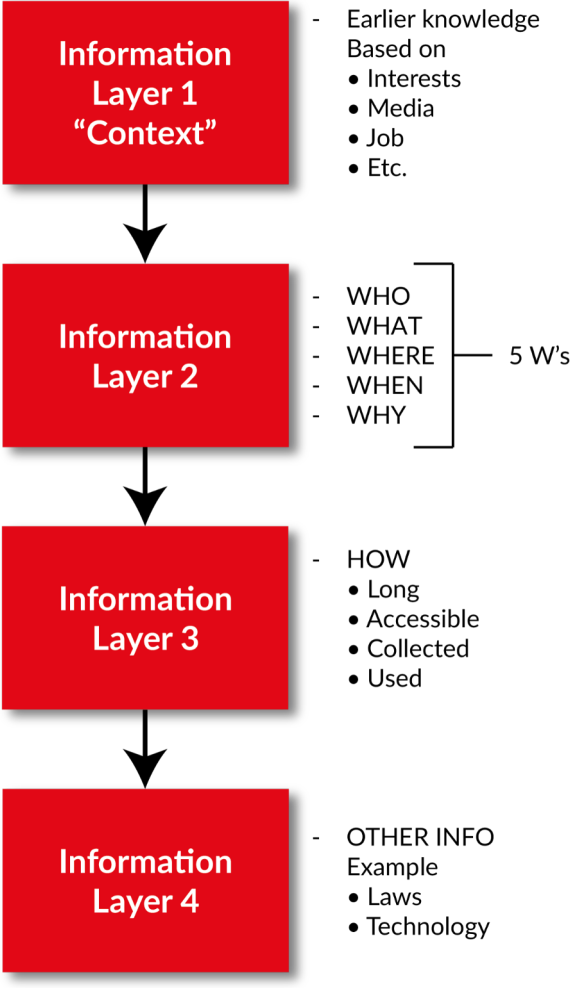 Information
Layer 1
“Context”
- Earlier knowledge
Based on
• Interests
• Media
• Job
• Etc.
Information
Layer 2
- WHO
- WHAT
- WHERE
- WHEN
- WHY
5 W’s
Information
Layer 3
- HOW
• Long
• Accessible
• Collected
• Used
Information
Layer 4
- OTHER INFO
Example
• Laws
• Technology